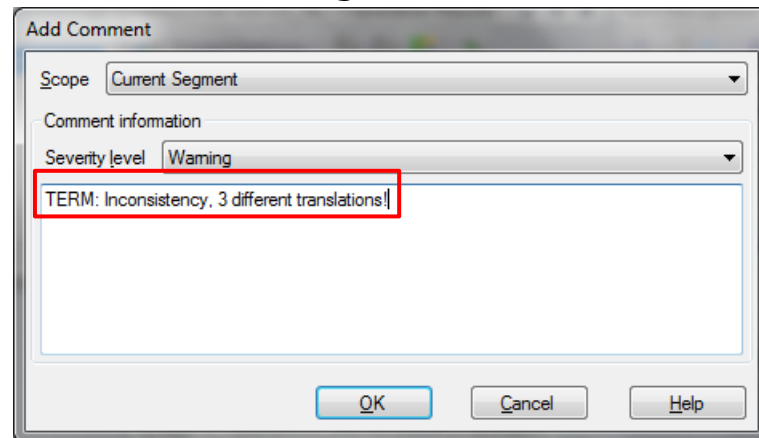 Add Comment
Scope Current Segment
Comment information
Severity level Warning
TERM: Inconsistency, 3 different translations!
OK Cancel Help